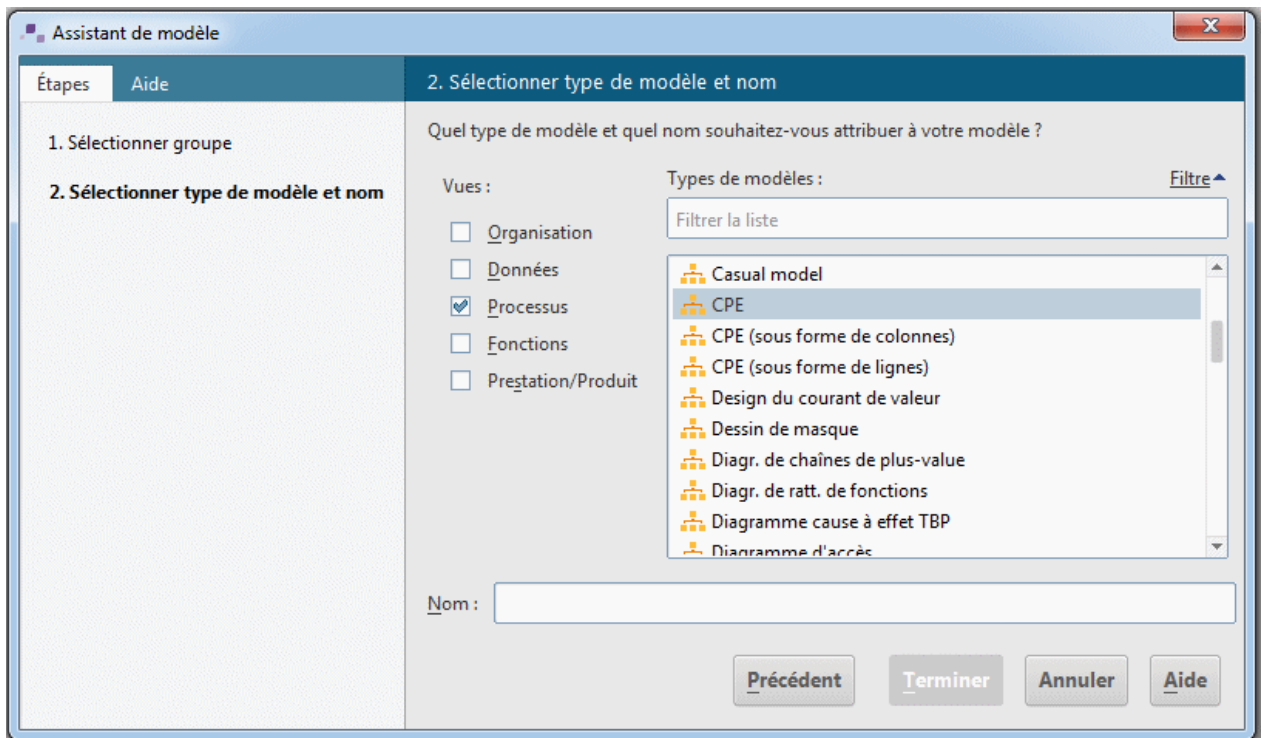 Assistant de modèle
Étapes
Aide
1. Sélectionner groupe
2. Sélectionner type de modèle et nom
2. Sélectionner type de modèle et nom
Quel type de modèle et quel nom souhaitez-vous attribuer à votre modèle ?
Vues :
Organisation
Données
Processus
Fonctions
Prestation/Produit
Types de modèles :
Filtre
Filtrer la liste
Casual model
CPE
CPE (sous forme de colonnes)
CPE (sous forme de lignes)
Design du courant de valeur
Dessin de masque
Diagr. de chaînes de plus-value
Diagr. de ratt. de fonctions
Diagramme cause à effet TBP
Diagramme d'accès
Nom :
Précédent
Terminer
Annuler
Aide